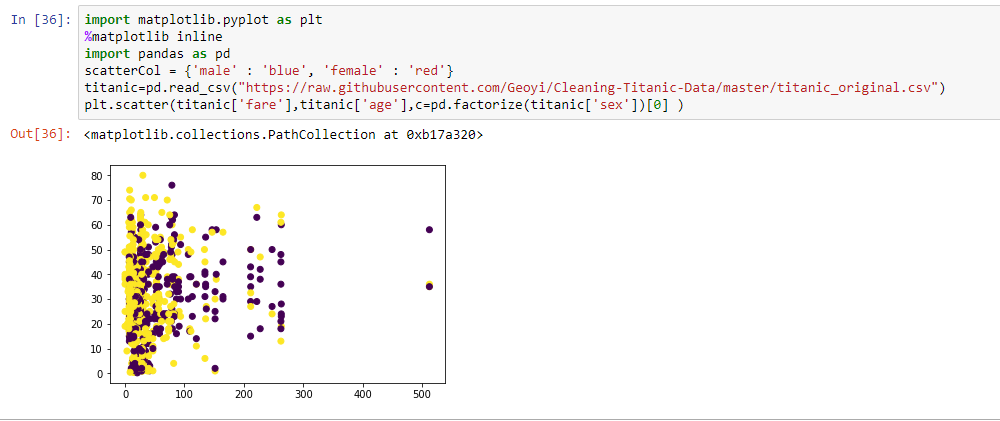 In [36]: import matplotlib.pyplot as plt
%matplotlib inline
import pandas as pd
scatterCol = {'male' : 'blue', 'female' : 'red'}
titanic=pd.read_csv("https://raw.githubusercontent.com/Geoyi/Cleaning-Titanic-Data/master/titanic_original.csv")
plt.scatter(titanic['fare'],titanic['age'],c=pd.factorize(titanic['sex'])[0] )
Out[36]: <matplotlib.collections.PathCollection at 0xb17a320>
80
70
60
50
40
30
20
10
0
0 100 200 300 400 500